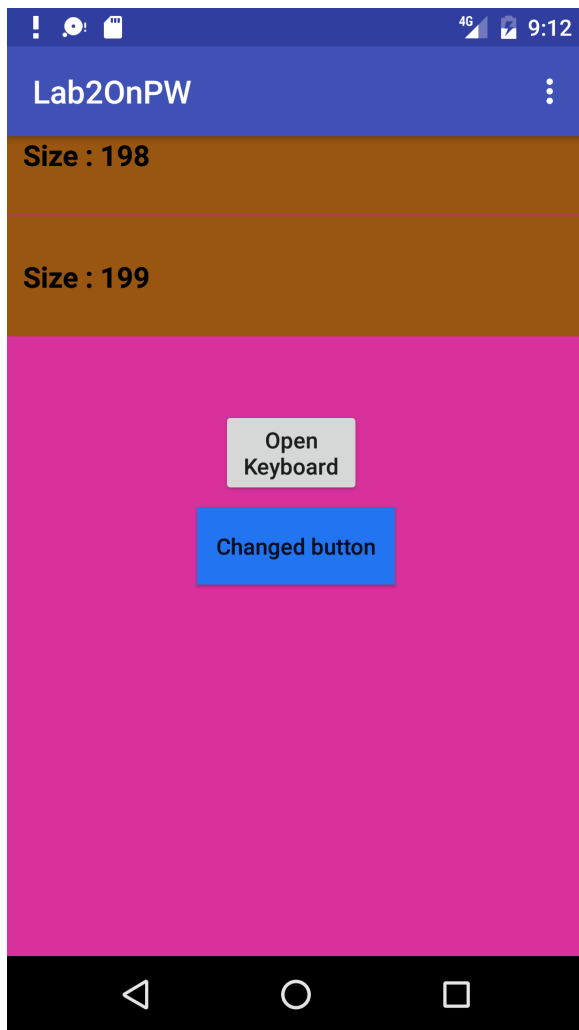 4G 9:12
Lab2OnPW
Size : 198
Size : 199
Open
Keyboard
Changed button